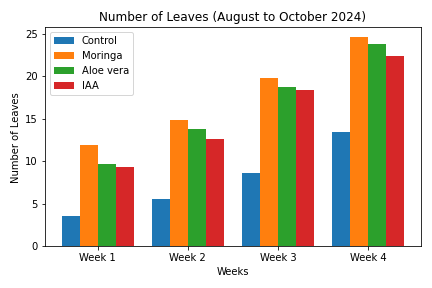 Number of Leaves (August to October 2024)
Control
Moringa
Aloe vera
IAA
Number of Leaves
25
20
15
10
5
0
Week 1 Week 2 Week 3 Week 4
Weeks